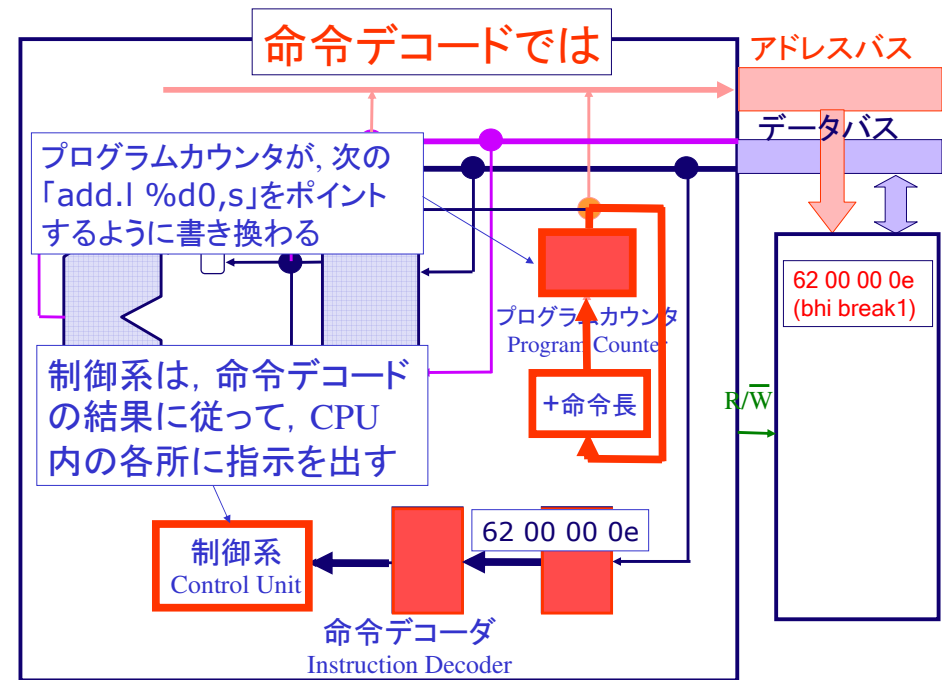 命令デコードでは
アドレスバス
データバス
プログラムカウンタが，次の
「add.l %d0,s」をポイント
するように書き換わる
62 00 00 0e
(bhi break1)
プログラムカウンタ
Program Counter
制御系は，命令デコード
の結果に従って，CPU
内の各所に指示を出す
+命令長
R/W̅
62 00 00 0e
制御系
Control Unit
命令デコーダ
Instruction Decoder